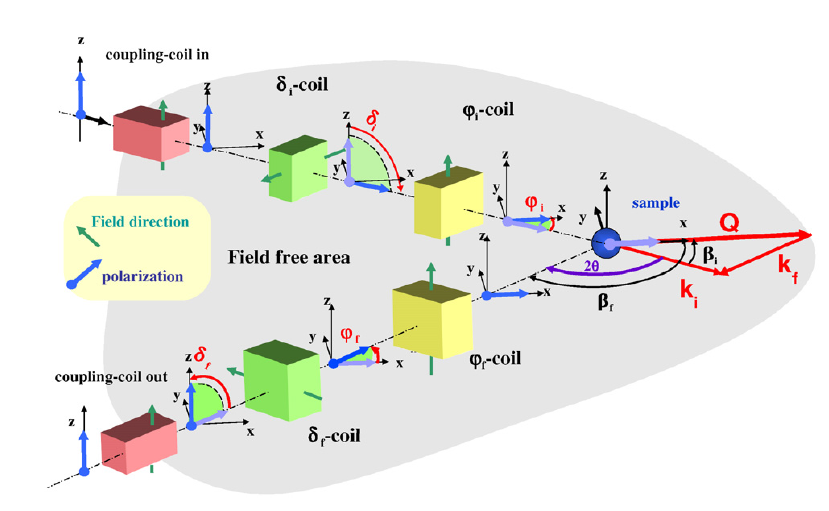 z
coupling-coil in
δi-coil
z
φi-coil
y
x
z
δi
y
x
z
y
φi
x
z
sample
y
x
Q
Field direction
polarization
Field free area
z
y
x
2θ
βi
ki
kf
βf
z
y
φf
x
φf-coil
coupling-coil out
z
δf
y
x
z
δf-coil